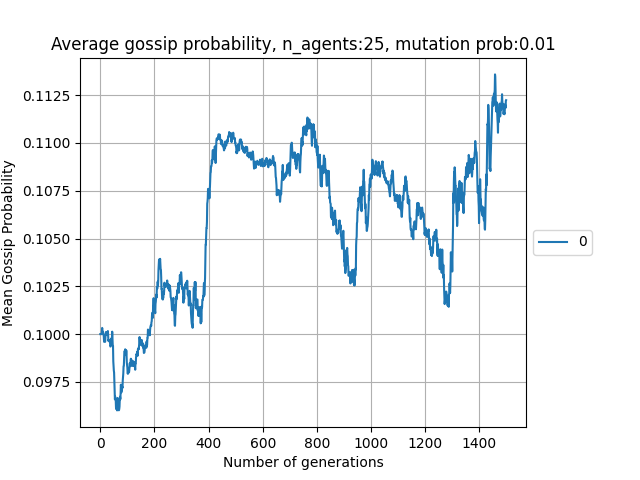 Average gossip probability, n_agents:25, mutation prob:0.01
Mean Gossip Probability
0.1125
0.1100
0.1075
0.1050
0.1025
0.1000
0.0975
0
0 200 400 600 800 1000 1200 1400
Number of generations